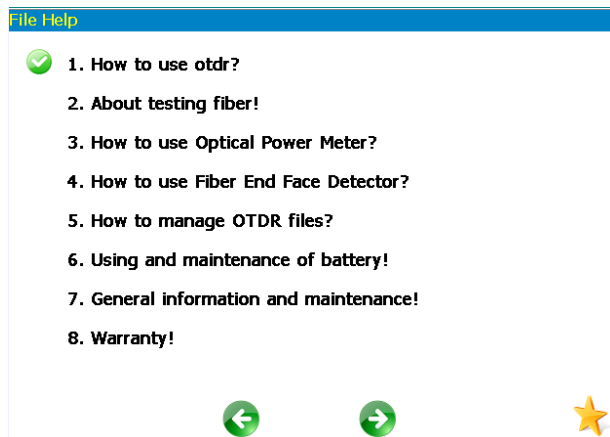 File Help
1. How to use otdr?
2. About testing fiber!
3. How to use Optical Power Meter?
4. How to use Fiber End Face Detector?
5. How to manage OTDR files?
6. Using and maintenance of battery!
7. General information and maintenance!
8. Warranty!